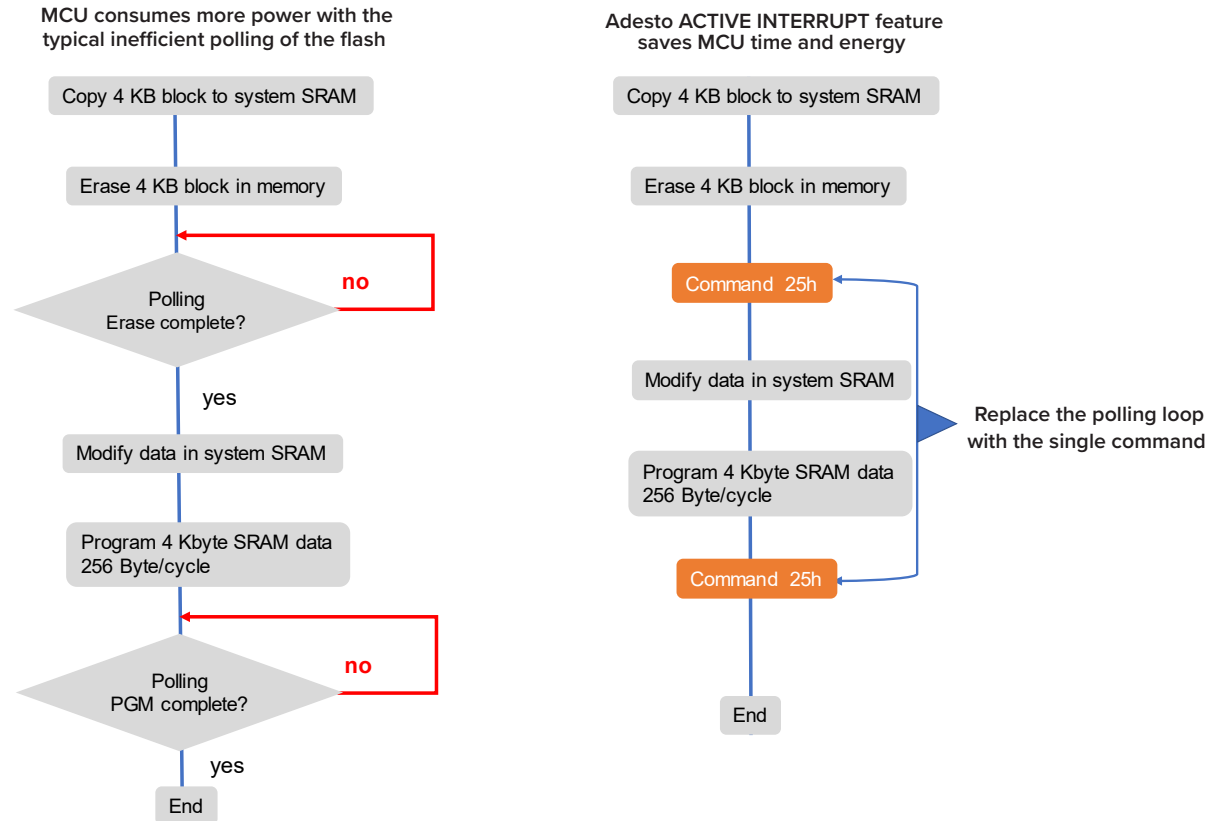 MCU consumes more power with the
typical inefficient polling of the flash
Copy 4 KB block to system SRAM
Erase 4 KB block in memory
no
Polling
Erase complete?
yes
Modify data in system SRAM
Program 4 Kbyte SRAM data
256 Byte/cycle
no
Polling
PGM complete?
yes
End
Adesto ACTIVE INTERRUPT feature
saves MCU time and energy
Copy 4 KB block to system SRAM
Erase 4 KB block in memory
Command 25h
Modify data in system SRAM
Program 4 Kbyte SRAM data
256 Byte/cycle
Command 25h
End
Replace the polling loop
with the single command